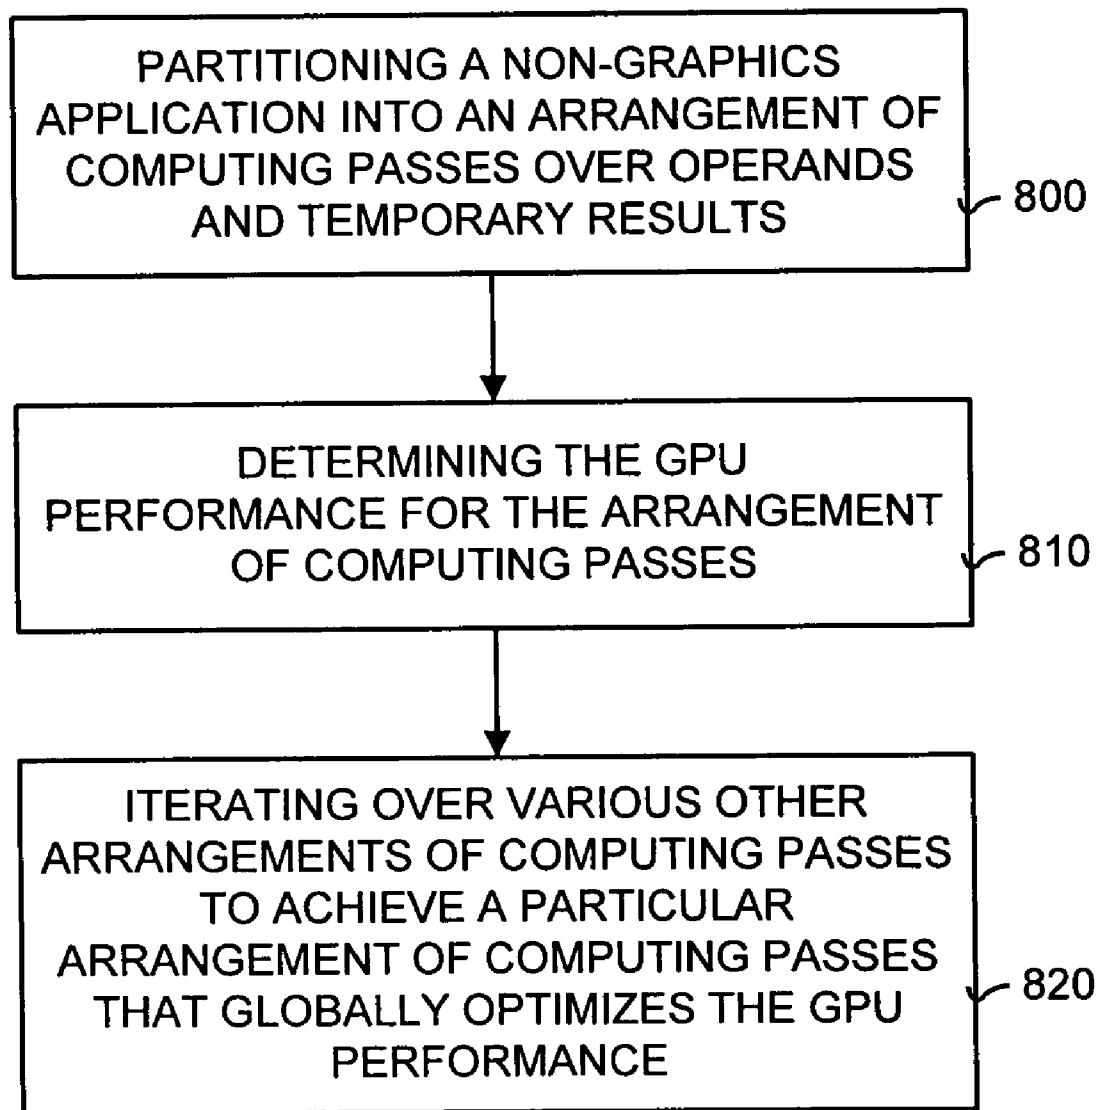 PARTITIONING A NON-GRAPHICS
APPLICATION INTO AN ARRANGEMENT OF
COMPUTING PASSES OVER OPERANDS
AND TEMPORARY RESULTS
800
DETERMINING THE GPU
PERFORMANCE FOR THE ARRANGEMENT
OF COMPUTING PASSES
810
ITERATING OVER VARIOUS OTHER
ARRANGEMENTS OF COMPUTING PASSES
TO ACHIEVE A PARTICULAR
ARRANGEMENT OF COMPUTING PASSES
THAT GLOBALLY OPTIMIZES THE GPU
PERFORMANCE
820